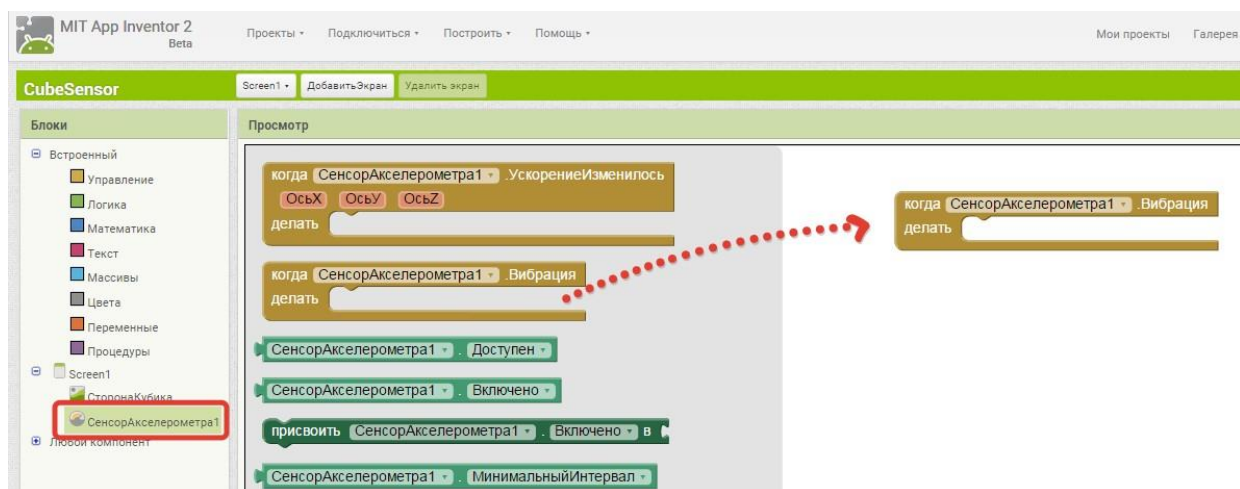 MIT App Inventor 2
Beta
Проекты Подключиться Построить Помощь
Мои проекты Галерея
CubeSensor
Screen1 ДобавитьЭкран Удалить экран
Блоки
Просмотр
Встроенный
Управление
Логика
Математика
Текст
Массивы
Цвета
Переменные
Процедуры
Screen1
СторонаКубика
СенсорАкселерометра1
Любой компонент
когда СенсорАкселерометра1 .УскорениеИзменилось
ОсьX ОсьУ ОсьZ
делать
когда СенсорАкселерометра1 .Вибрация
делать
СенсорАкселерометра1 . Доступен
СенсорАкселерометра1 . Включено
присвоить СенсорАкселерометра1 . Включено в
СенсорАкселерометра1 . МинимальныйИнтервал
когда СенсорАкселерометра1 .Вибрация
делать